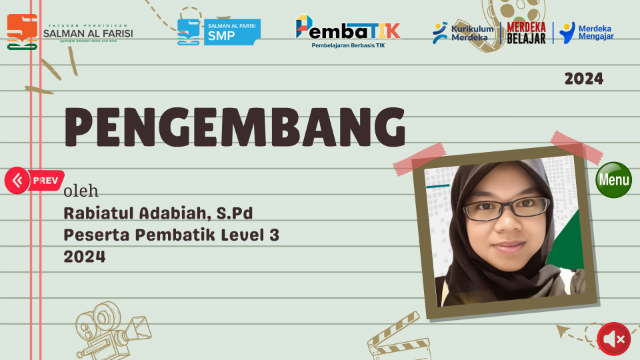 YAYASAN PENDIDIKAN
SALMAN AL FARISI
SALMAN AL FARISI
SMP
PembaTIK
Pembelajaran Berbasis TIK
Kurikulum
Merdeka
MERDEKA
BELAJAR
Merdeka
Mengajar
2024
PENGEMBANG
PREV
Menu
oleh
Rabiatul Adabiah, S.Pd
Peserta Pembatik Level 3
2024